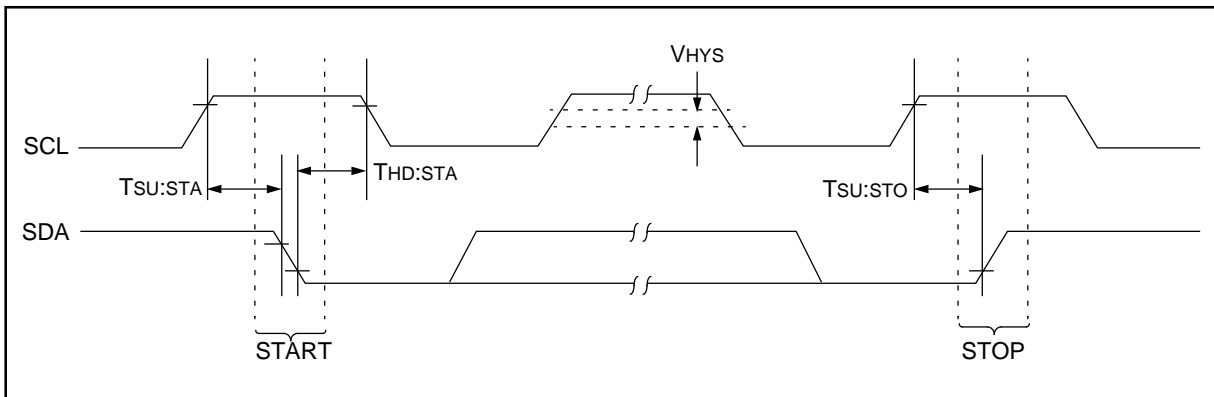 VHYS
SCL
THD:STA
TSU:STA
TSU:STO
SDA
START
STOP